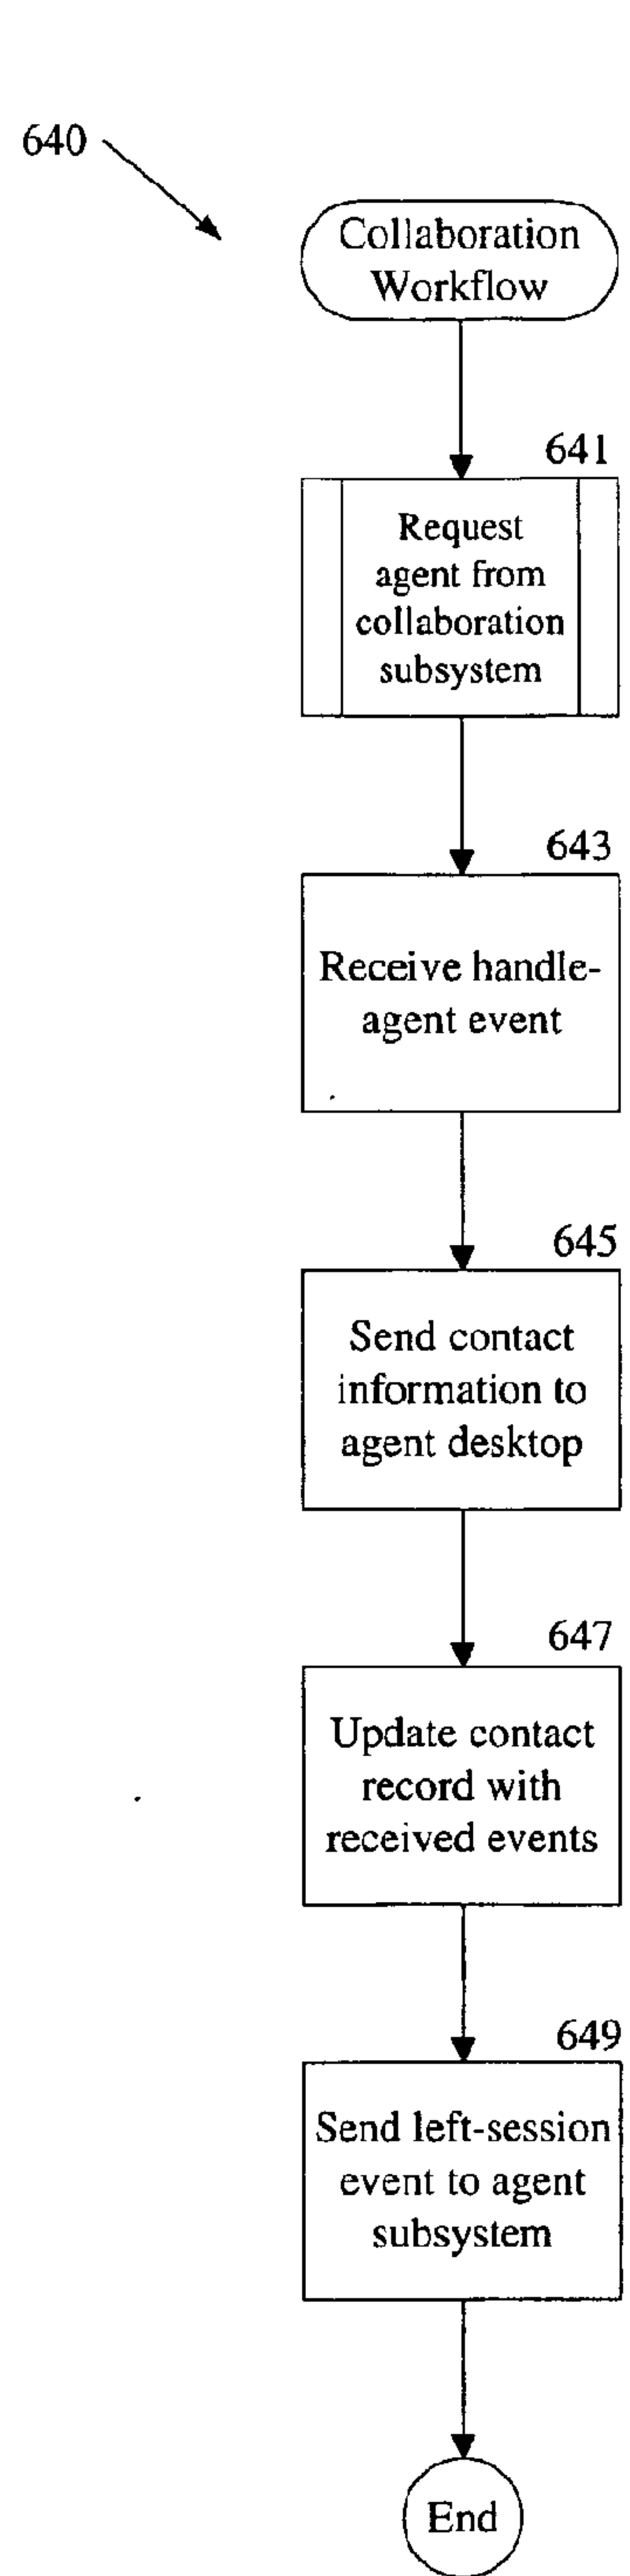 640
Collaboration
Workflow
641
Request
agent from
collaboration
subsystem
643
Receive handle-
agent event
645
Send contact
information to
agent desktop
647
Update contact
record with
received events
649
Send left-session
event to agent
subsystem
End